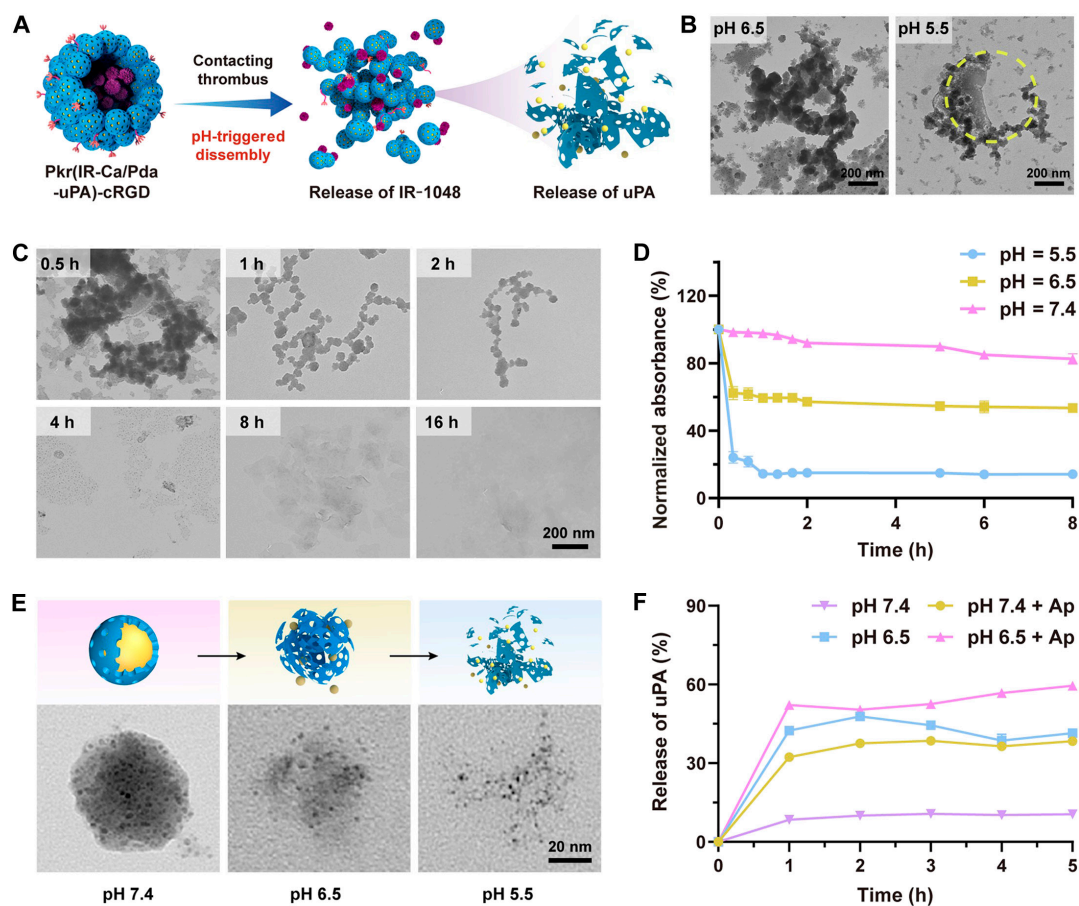 A
Pkr(IR-Ca/Pda
-uPA)-cRGD
Contacting
thrombus
pH-triggered
dissembly
Release of IR-1048
Release of uPA
B
pH 6.5
200 nm
pH 5.5
200 nm
C
0.5 h
1 h
2 h
4 h
8 h
16 h
200 nm
D
pH = 5.5
pH = 6.5
pH = 7.4
Normalized absorbance (%)
120
80
40
0
0
2
4
6
8
Time (h)
E
20 nm
pH 7.4
pH 6.5
pH 5.5
F
pH 7.4
pH 7.4 + Ap
pH 6.5
pH 6.5 + Ap
Release of uPA (%)
90
60
30
0
0
1
2
3
4
5
Time (h)